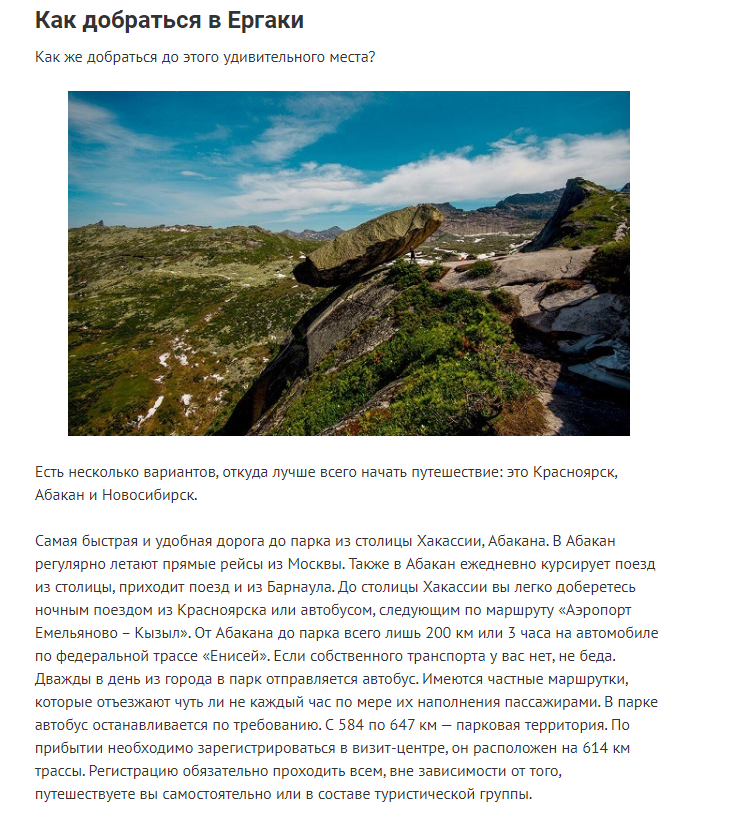 Как добраться в Ергаки
Как же добраться до этого удивительного места?
Есть несколько вариантов, откуда лучше всего начать путешествие: это Красноярск,
Абакан и Новосибирск.
Самая быстрая и удобная дорога до парка из столицы Хакассии, Абакана. В Абакан
регулярно летают прямые рейсы из Москвы. Также в Абакан ежедневно курсирует поезд
из столицы, приходит поезд и из Барнаула. До столицы Хакассии вы легко доберетесь
ночным поездом из Красноярска или автобусом, следующим по маршруту «Аэропорт
Емельяново – Кызыл». От Абакана до парка всего лишь 200 км или 3 часа на автомобиле
по федеральной трассе «Енисей». Если собственного транспорта у вас нет, не беда.
Дважды в день из города в парк отправляется автобус. Имеются частные маршрутки,
которые отъезжают чуть ли не каждый час по мере их наполнения пассажирами. В парке
автобус останавливается по требованию. С 584 по 647 км — парковая территория. По
прибытии необходимо зарегистрироваться в визит-центре, он расположен на 614 км
трассы. Регистрацию обязательно проходить всем, вне зависимости от того,
путешествуете вы самостоятельно или в составе туристической группы.